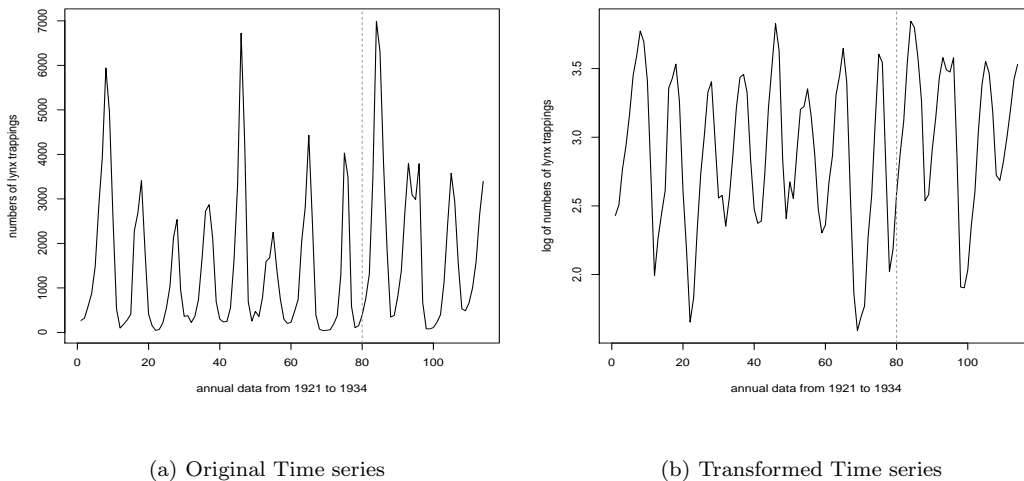 numbers of lynx trappings
7000
6000
5000
4000
3000
2000
1000
0
0 20 40 60 80 100
annual data from 1921 to 1934
(a) Original Time series
log of numbers of lynx trappings
3.5
3.0
2.5
2.0
0 20 40 60 80 100
annual data from 1921 to 1934
(b) Transformed Time series